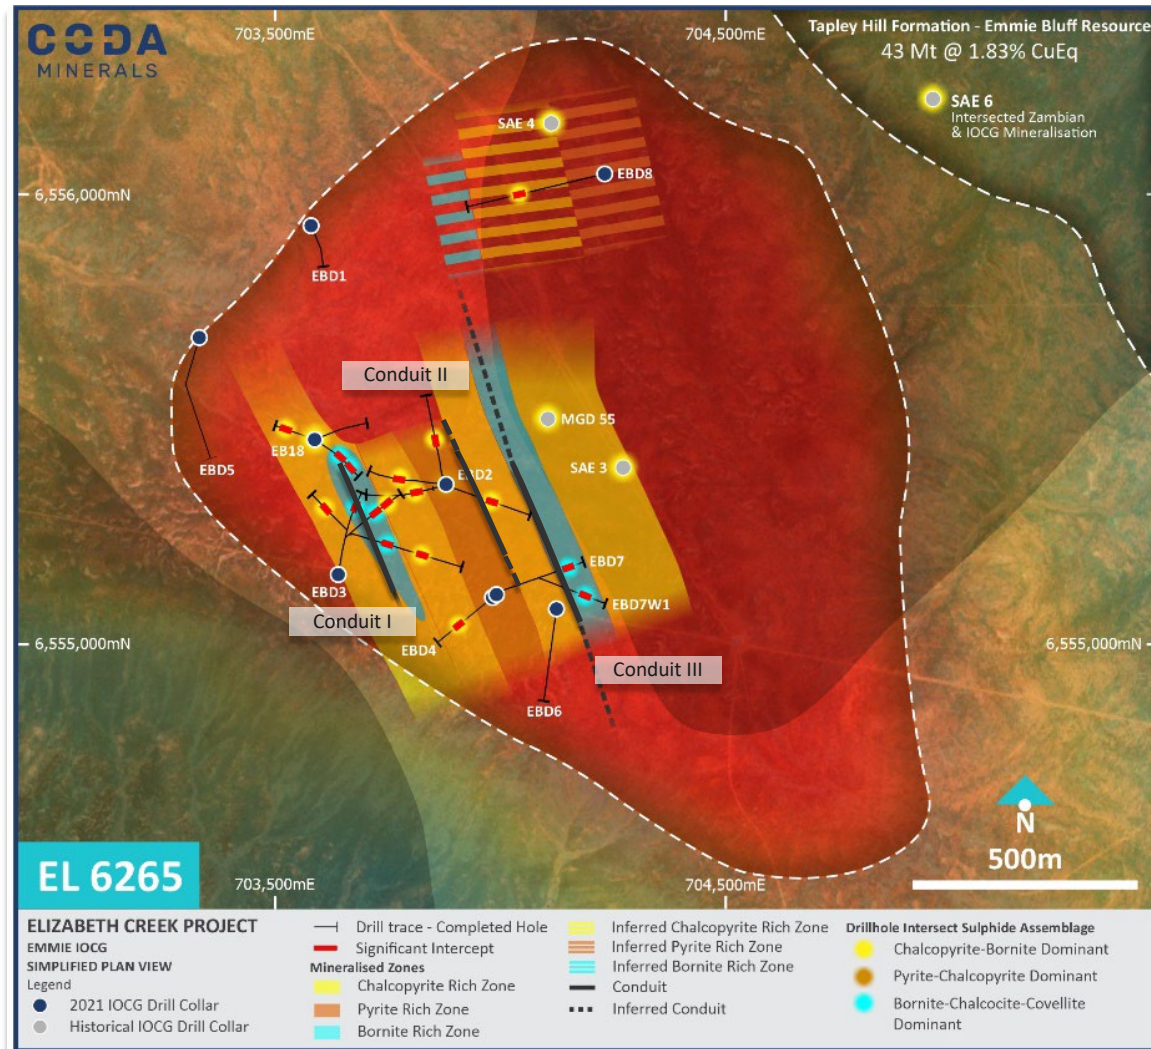 CODA
MINERALS
703,500mE
704,500mE
Tapley Hill Formation - Emmie Bluff Resource
43 Mt @ 1.83% CuEq
SAE 6
Intersected Zambian
& IOCG Mineralisation
SAE 4
EBD8
6,556,000mN
EBD1
Conduit II
MGD 55
EB18
EBD5
EBD2
SAE 3
EBD3
EBD7
EBD7W1
Conduit I
6,555,000mN
EBD4
6,555,000mN
Conduit III
EBD6
N
500m
EL 6265
703,500mE
704,500mE
ELIZABETH CREEK PROJECT
EMMIE IOCG
SIMPLIFIED PLAN VIEW
Legend
2021 IOCG Drill Collar
Historical IOCG Drill Collar
Drill trace - Completed Hole
Significant Intercept
Mineralised Zones
Chalcopyrite Rich Zone
Pyrite Rich Zone
Bornite Rich Zone
Inferred Chalcopyrite Rich Zone
Inferred Pyrite Rich Zone
Inferred Bornite Rich Zone
Conduit
Inferred Conduit
Drillhole Intersect Sulphide Assemblage
Chalcopyrite-Bornite Dominant
Pyrite-Chalcopyrite Dominant
Bornite-Chalcocite-Covellite
Dominant